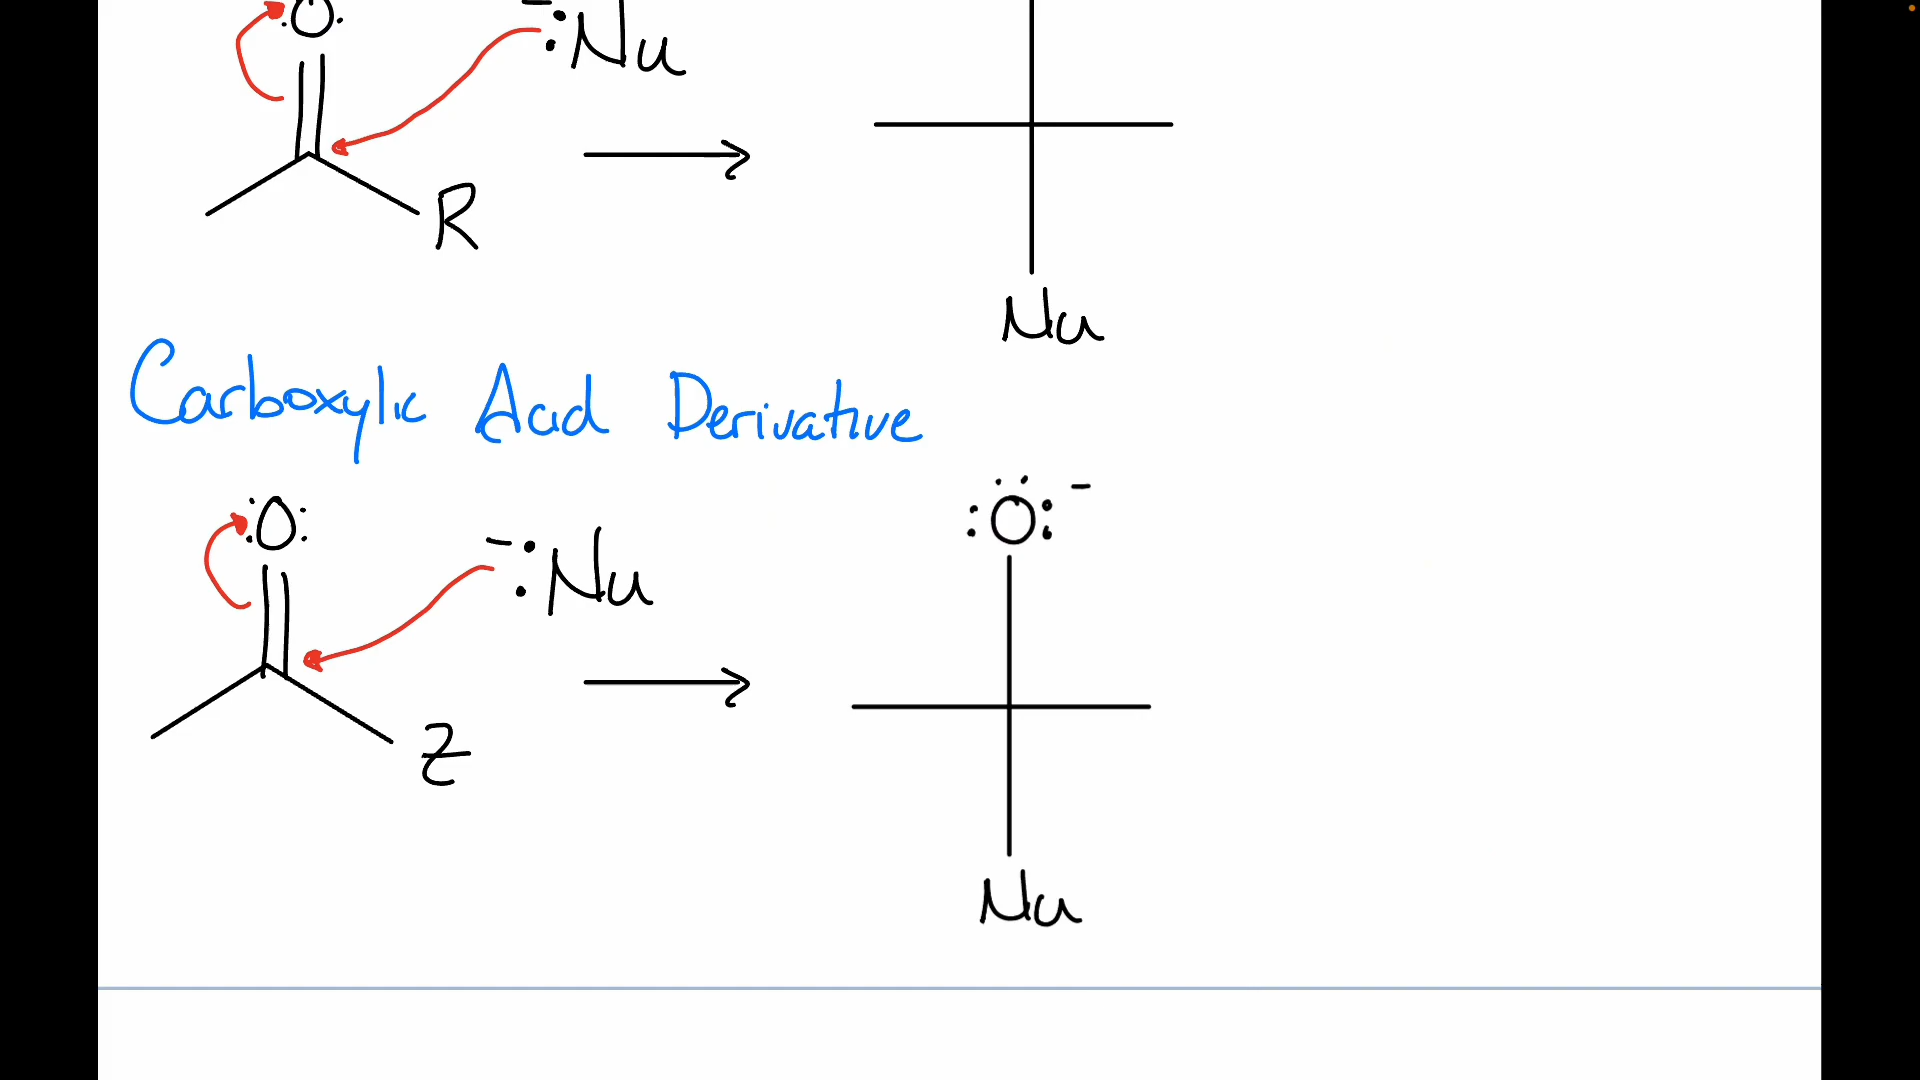 :O:
-:Nu
R
Nu
Carboxylic Acid Derivative
:O:
:O: -
-:Nu
Z
Nu